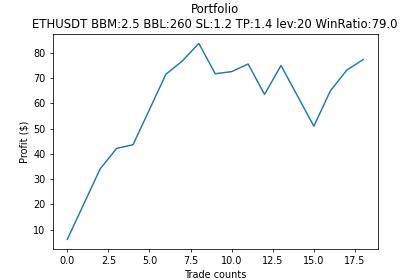 Portfolio
ETHUSDT BBM:2.5 BBL:260 SL:1.2 TP:1.4 lev:20 WinRatio:79.0
Profit ($)
80
70
60
50
40
30
20
10
0.0 2.5 5.0 7.5 10.0 12.5 15.0 17.5
Trade counts